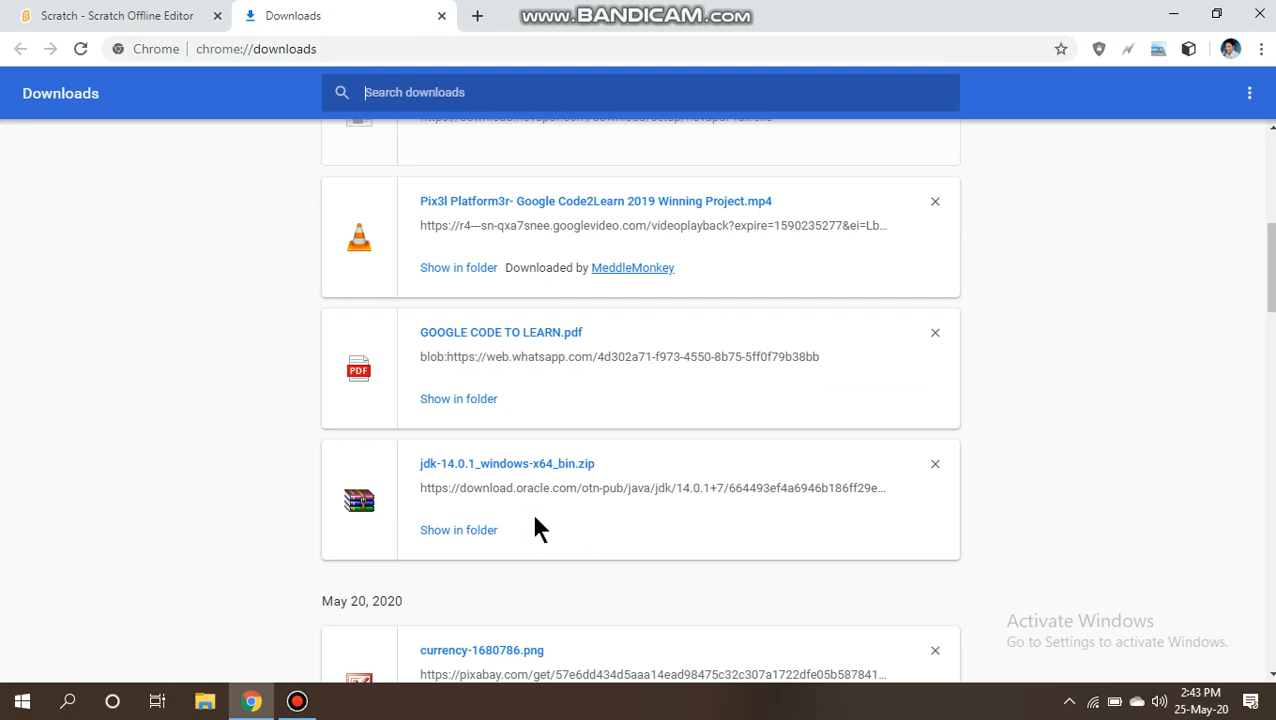 Scratch - Scratch Offline Editor
Downloads
WWW.BANDICAM.COM
Chrome
chrome://downloads
Downloads
Search downloads
Pix3l Platform3r- Google Code2Learn 2019 Winning Project.mp4
https://r4---sn-qxa7snee.googlevideo.com/videoplayback?expire=1590235277&ei=Lb...
Show in folder Downloaded by MeddleMonkey
GOOGLE CODE TO LEARN.pdf
blob:https://web.whatsapp.com/4d302a71-f973-4550-8b75-5ff0f79b38bb
PDF
Show in folder
jdk-14.0.1_windows-x64_bin.zip
https://download.oracle.com/otn-pub/java/jdk/14.0.1+7/664493ef4a6946b186ff29e...
Show in folder
May 20, 2020
currency-1680786.png
https://pixabay.com/get/57e6dd434d5aaa14ead98475c32c307a1722dfe05b587841...
Activate Windows
Go to Settings to activate Windows.
2:43 PM
25-May-20